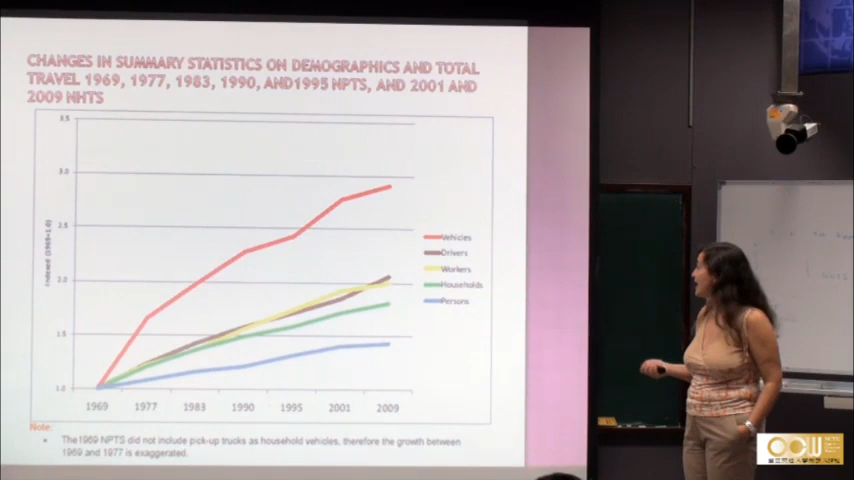 CHANGES IN SUMMARY STATISTICS ON DEMOGRAPHICS AND TOTAL
TRAVEL 1969, 1977, 1983, 1990, AND1995 NPTS, AND 2001 AND
2009 NHTS
3.5
3.0
2.5
2.0
1.5
1.0
Indexed (1969=1.0)
Vehicles
Drivers
Workers
Households
Persons
1969 1977 1983 1990 1995 2001 2009
Note:
• The1969 NPTS did not include pick-up trucks as household vehicles, therefore the growth between
1969 and 1977 is exaggerated.
OCW